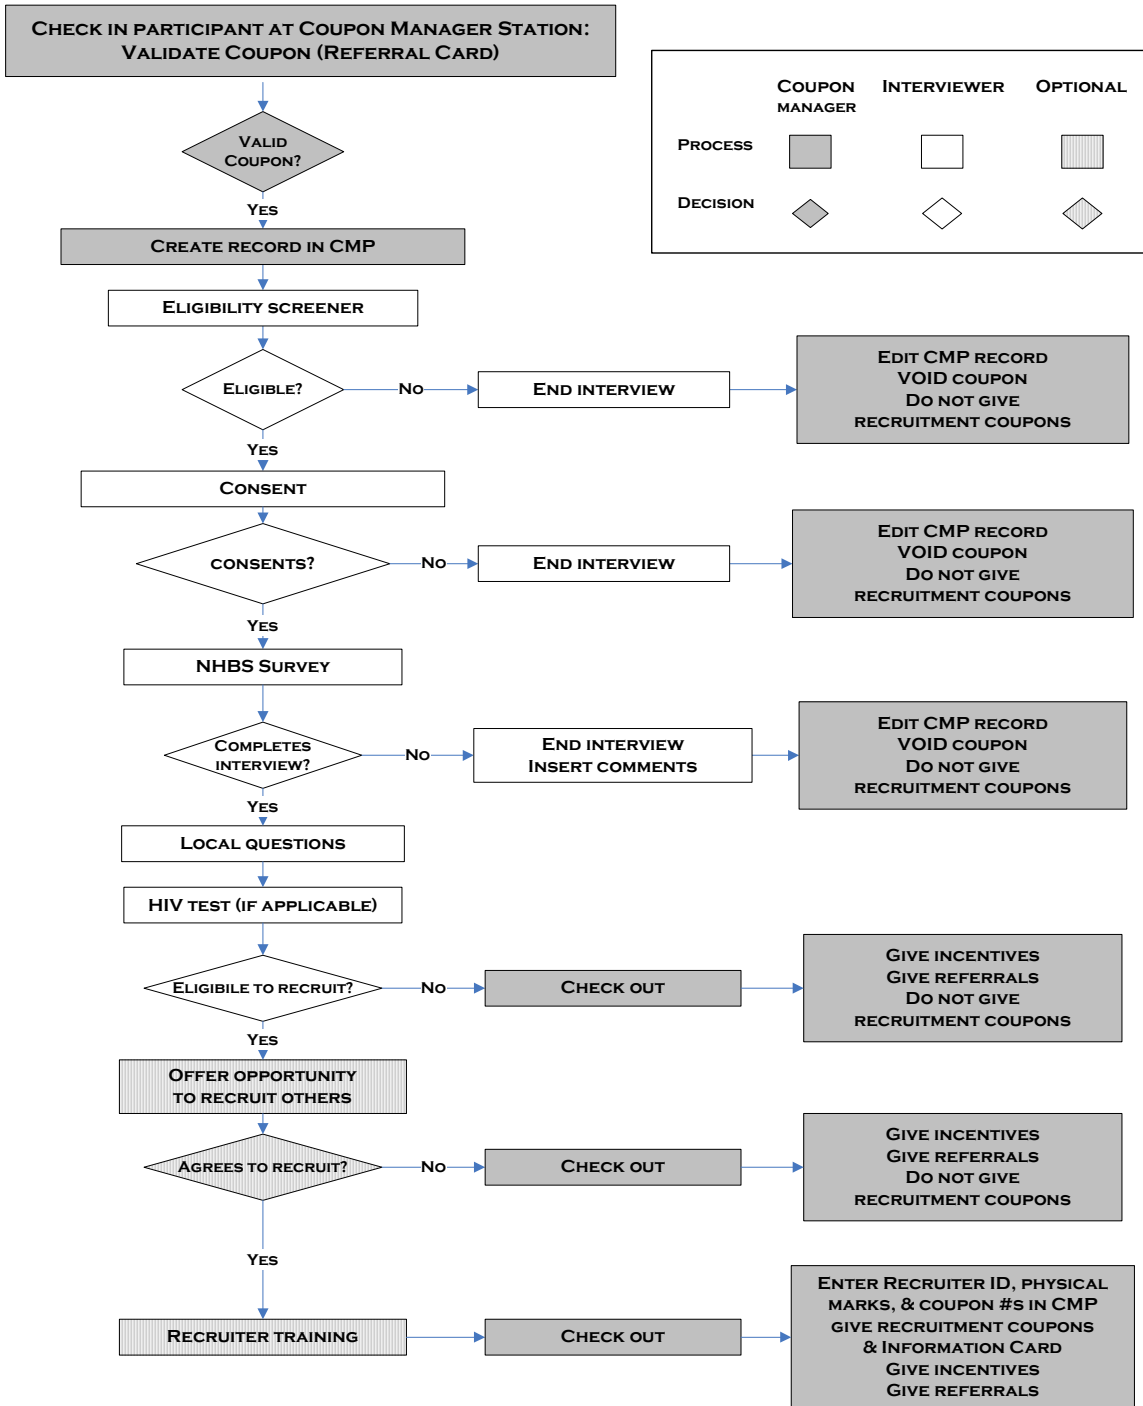 CHECK IN PARTICIPANT AT COUPON MANAGER STATION:
VALIDATE COUPON (REFERRAL CARD)
COUPON
MANAGER
INTERVIEWER
OPTIONAL
PROCESS
DECISION
VALID
COUPON?
YES
CREATE RECORD IN CMP
ELIGIBILITY SCREENER
ELIGIBLE?
NO
END INTERVIEW
EDIT CMP RECORD
VOID COUPON
DO NOT GIVE
RECRUITMENT COUPONS
YES
CONSENT
CONSENTS?
NO
END INTERVIEW
EDIT CMP RECORD
VOID COUPON
DO NOT GIVE
RECRUITMENT COUPONS
YES
NHBS SURVEY
COMPLETES
INTERVIEW?
NO
END INTERVIEW
INSERT COMMENTS
EDIT CMP RECORD
VOID COUPON
DO NOT GIVE
RECRUITMENT COUPONS
YES
LOCAL QUESTIONS
HIV TEST (IF APPLICABLE)
ELIGIBILE TO RECRUIT?
NO
CHECK OUT
GIVE INCENTIVES
GIVE REFERRALS
DO NOT GIVE
RECRUITMENT COUPONS
YES
OFFER OPPORTUNITY
TO RECRUIT OTHERS
AGREES TO RECRUIT?
NO
CHECK OUT
GIVE INCENTIVES
GIVE REFERRALS
DO NOT GIVE
RECRUITMENT COUPONS
YES
RECRUITER TRAINING
CHECK OUT
ENTER RECRUITER ID, PHYSICAL
MARKS, & COUPON #S IN CMP
GIVE RECRUITMENT COUPONS
& INFORMATION CARD
GIVE INCENTIVES
GIVE REFERRALS